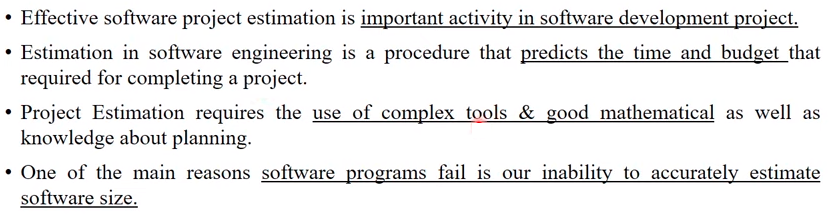 • Effective software project estimation is important activity in software development project.
• Estimation in software engineering is a procedure that predicts the time and budget that
required for completing a project.
• Project Estimation requires the use of complex tools & good mathematical as well as
knowledge about planning.
• One of the main reasons software programs fail is our inability to accurately estimate
software size.